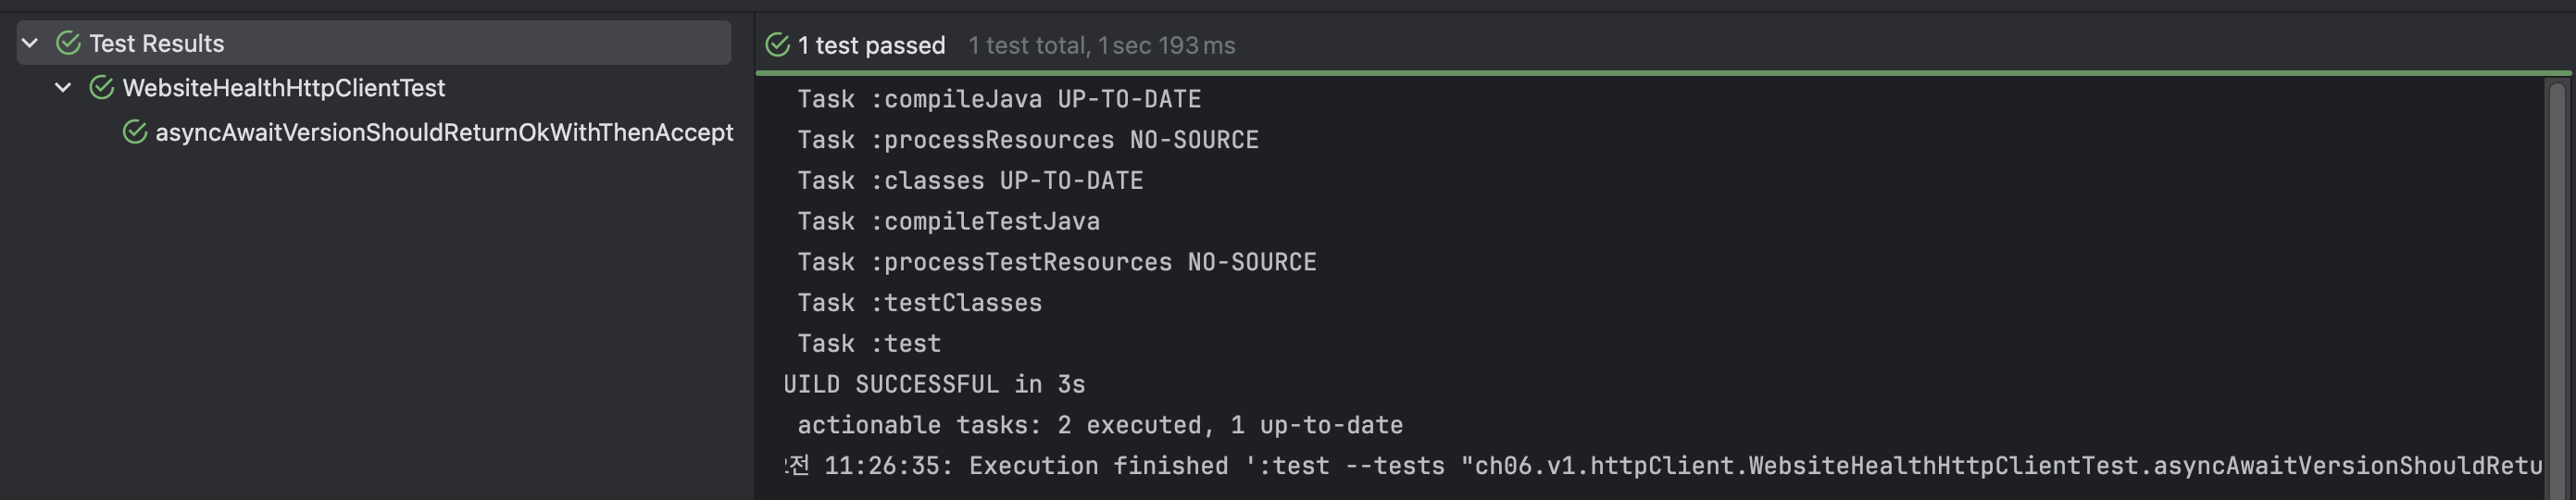 Test Results
WebsiteHealthHttpClientTest
asyncAwaitVersionShouldReturnOkWithThenAccept
1 test passed 1 test total, 1 sec 193 ms
Task :compileJava UP-TO-DATE
Task :processResources NO-SOURCE
Task :classes UP-TO-DATE
Task :compileTestJava
Task :processTestResources NO-SOURCE
Task :testClasses
Task :test
UILD SUCCESSFUL in 3s
actionable tasks: 2 executed, 1 up-to-date
전 11:26:35: Execution finished ':test --tests "ch06.v1.httpClient.WebsiteHealthHttpClientTest.asyncAwaitVersionShouldRetu